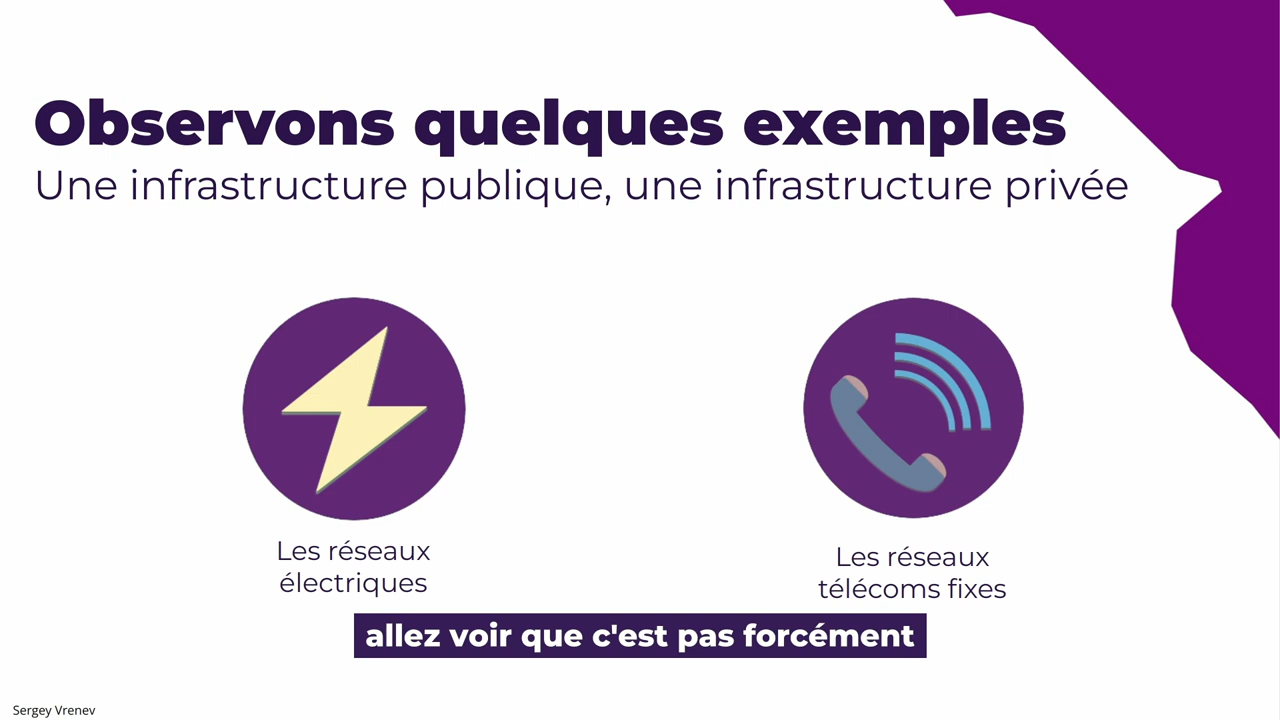 Observons quelques exemples
Une infrastructure publique, une infrastructure privée
Les réseaux
électriques
Les réseaux
télécoms fixes
allez voir que c'est pas forcément
Sergey Vrenev